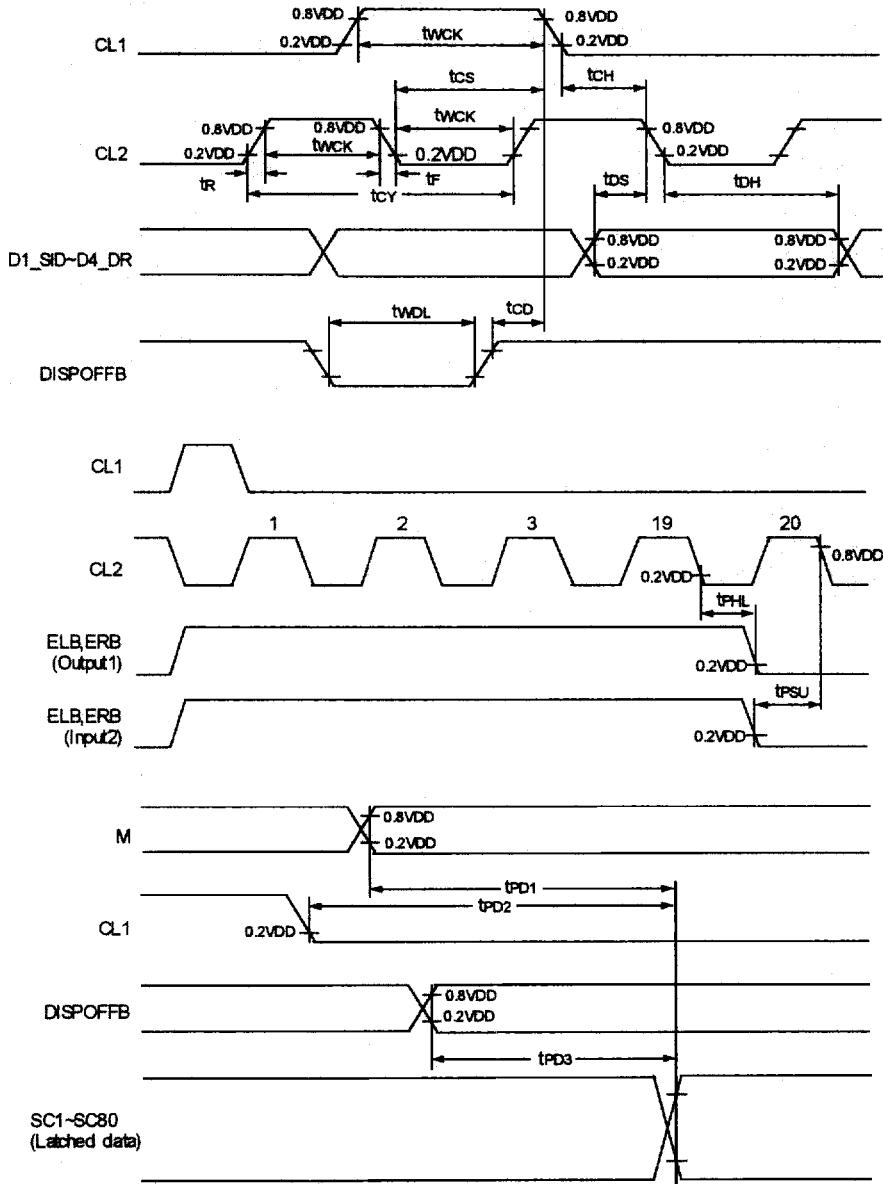 0.8VDD 0.8VDD
CL1 0.2VDD tWCK 0.2VDD
tCS tCH
0.8VDD 0.8VDD tWCK 0.8VDD
CL2 0.2VDD tWCK 0.2VDD 0.2VDD
tR tCY tF tDS tDH
D1_SID~D4_DR 0.8VDD 0.8VDD
0.2VDD 0.2VDD
tWDL tCD
DISPOFFB
CL1
1 2 3 19 20
CL2 0.2VDD 0.8VDD
tPHL
ELB,ERB
(Output1) 0.2VDD
tPSU
ELB,ERB
(Input2) 0.2VDD
M 0.8VDD
0.2VDD
tPD1
tPD2
CL1 0.2VDD
DISPOFFB 0.8VDD
0.2VDD
tPD3
SC1~SC80
(Latched data)